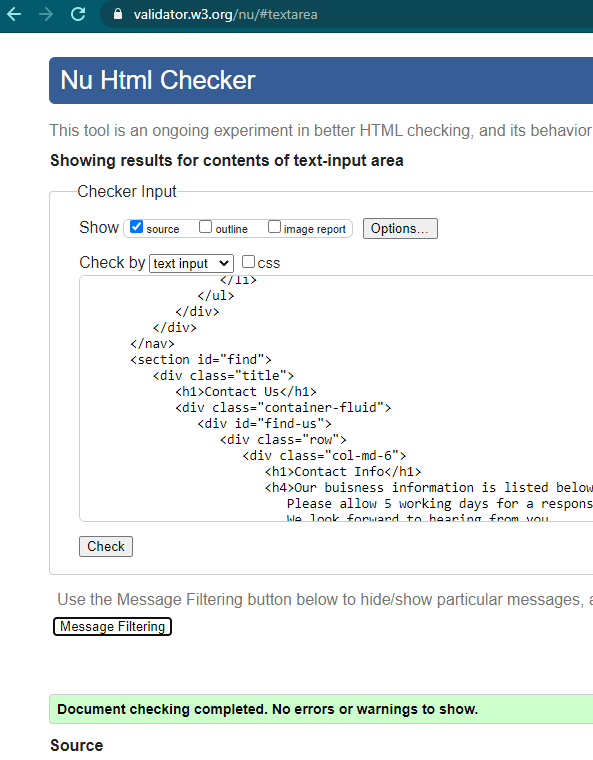 validator.w3.org/nu/#textarea
Nu Html Checker
This tool is an ongoing experiment in better HTML checking, and its behavior
Showing results for contents of text-input area
Checker Input
Show source outline image report Options...
Check by text input css
</li>
</ul>
</div>
</div>
</nav>
<section id="find">
<div class="title">
<h1>Contact Us</h1>
<div class="container-fluid">
<div id="find-us">
<div class="row">
<div class="col-md-6">
<h1>Contact Info</h1>
<h4>Our buisness information is listed below
Please allow 5 working days for a respons
We look forward to hearing from you
Check
Use the Message Filtering button below to hide/show particular messages, a
Message Filtering
Document checking completed. No errors or warnings to show.
Source